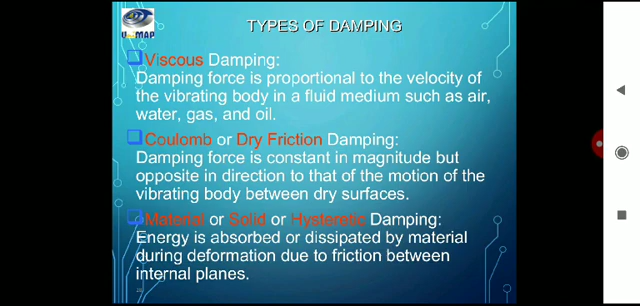 U MAP
TYPES OF DAMPING
Viscous Damping:
Damping force is proportional to the velocity of
the vibrating body in a fluid medium such as air,
water, gas, and oil.
Coulomb or Dry Friction Damping:
Damping force is constant in magnitude but
opposite in direction to that of the motion of the
vibrating body between dry surfaces.
Material or Solid or Hysteretic Damping:
Energy is absorbed or dissipated by material
during deformation due to friction between
internal planes.